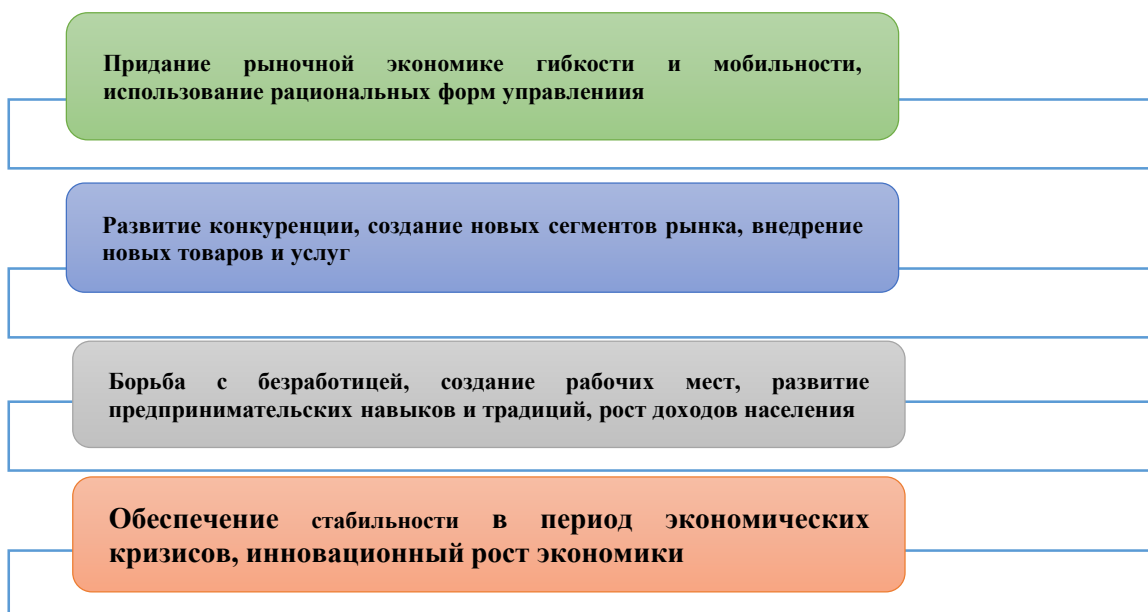 Придание рыночной экономике гибкости и мобильности,
использование рациональных форм управлениия
Развитие конкуренции, создание новых сегментов рынка, внедрение
новых товаров и услуг
Борьба с безработицей, создание рабочих мест, развитие
предпринимательских навыков и традиций, рост доходов населения
Обеспечение стабильности в период экономических
кризисов, инновационный рост экономики